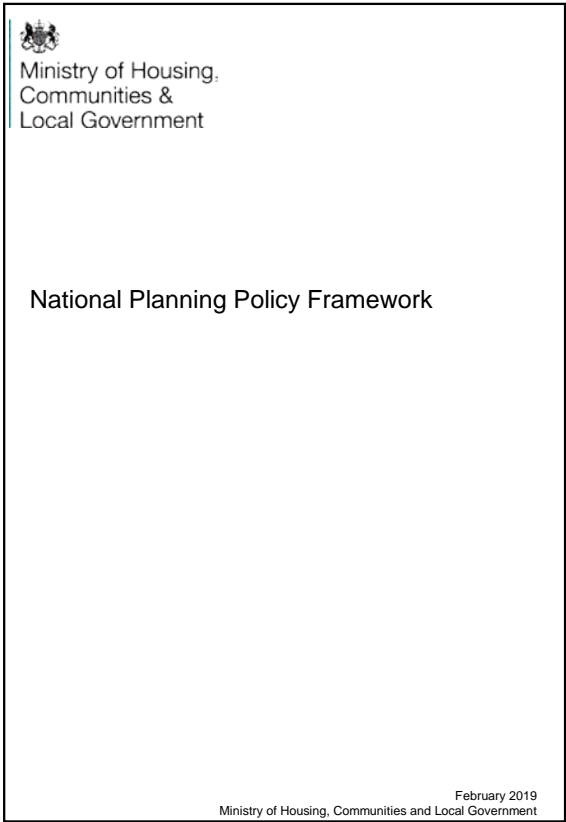 Ministry of Housing,
Communities &
Local Government
National Planning Policy Framework
February 2019
Ministry of Housing, Communities and Local Government